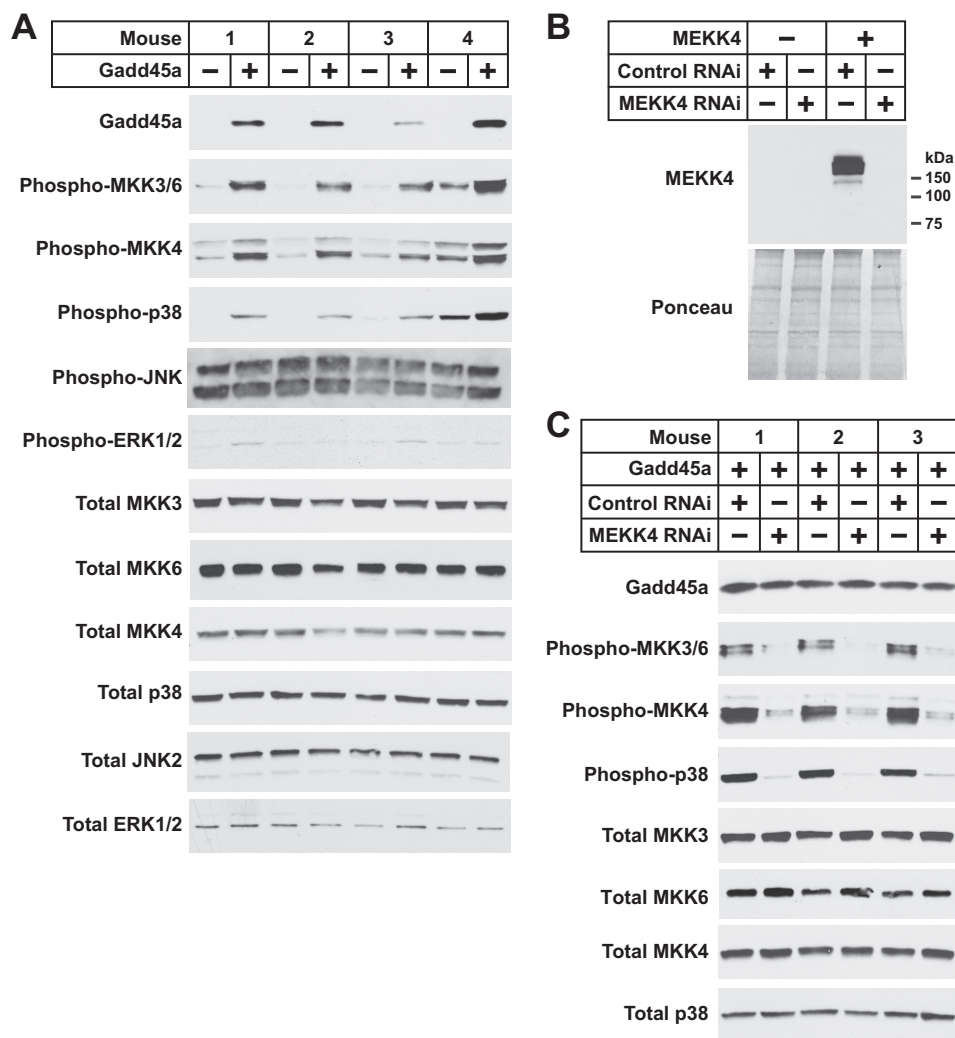 A
Mouse 1 2 3 4
Gadd45a − + − + − + − +
Gadd45a
Phospho-MKK3/6
Phospho-MKK4
Phospho-p38
Phospho-JNK
Phospho-ERK1/2
Total MKK3
Total MKK6
Total MKK4
Total p38
Total JNK2
Total ERK1/2
B
MEKK4 − +
Control RNAi + − + −
MEKK4 RNAi − + − +
MEKK4
kDa
150
100
75
Ponceau
C
Mouse 1 2 3
Gadd45a + + + + + +
Control RNAi + − + − + −
MEKK4 RNAi − + − + − +
Gadd45a
Phospho-MKK3/6
Phospho-MKK4
Phospho-p38
Total MKK3
Total MKK6
Total MKK4
Total p38